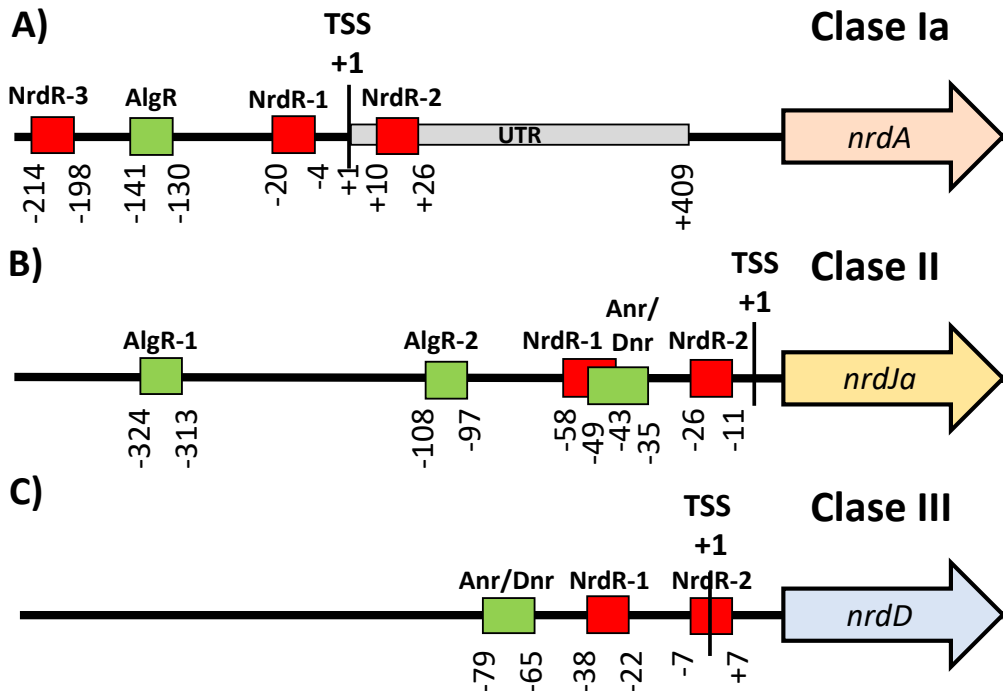 A)
TSS
+1
Clase Ia
NrdR-3 AlgR NrdR-1 NrdR-2
UTR
nrdA
-214 -198 -141 -130 -20 -4 +1 +10 +26 +409
B)
TSS
+1
Clase II
AlgR-1 AlgR-2 NrdR-1 Anr/ NrdR-2
Dnr
nrdJa
-324 -313 -108 -97 -58 -49 -43 -35 -26 -11
C)
TSS
+1
Clase III
Anr/Dnr NrdR-1 NrdR-2
nrdD
-79 -65 -38 -22 -7 +7